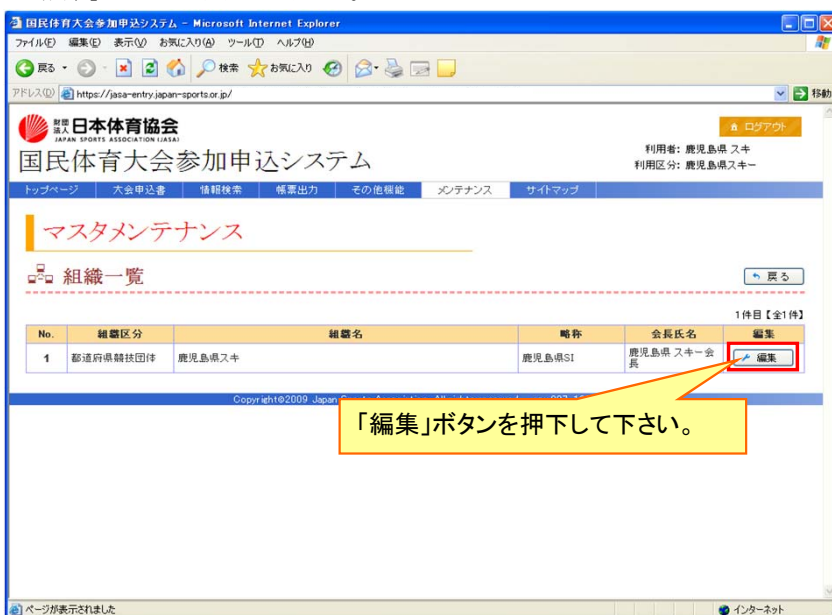 国民体育大会参加申込システム - Microsoft Internet Explorer
ファイル(F) 編集(E) 表示(V) お気に入り(A) ツール(T) ヘルプ(H)
戻る 検索 お気に入り
アドレス(D) https://jasa-entry.japan-sports.or.jp/ 移動
財団法人 日本体育協会
JAPAN SPORTS ASSOCIATION (JASA)
ログアウト
国民体育大会参加申込システム
利用者: 鹿児島県 スキ
利用区分: 鹿児島県スキー
トップページ 大会申込書 情報検索 帳票出力 その他機能 メンテナンス サイトマップ
マスタメンテナンス
組織一覧
戻る
1件目【全1件】
No. 組織区分 組織名 略称 会長氏名 編集
1 都道府県競技団体 鹿児島県スキ 鹿児島県SI 鹿児島県 スキー会長 編集
Copyright©2009 Japan
「編集」ボタンを押下して下さい。
ページが表示されました インターネット